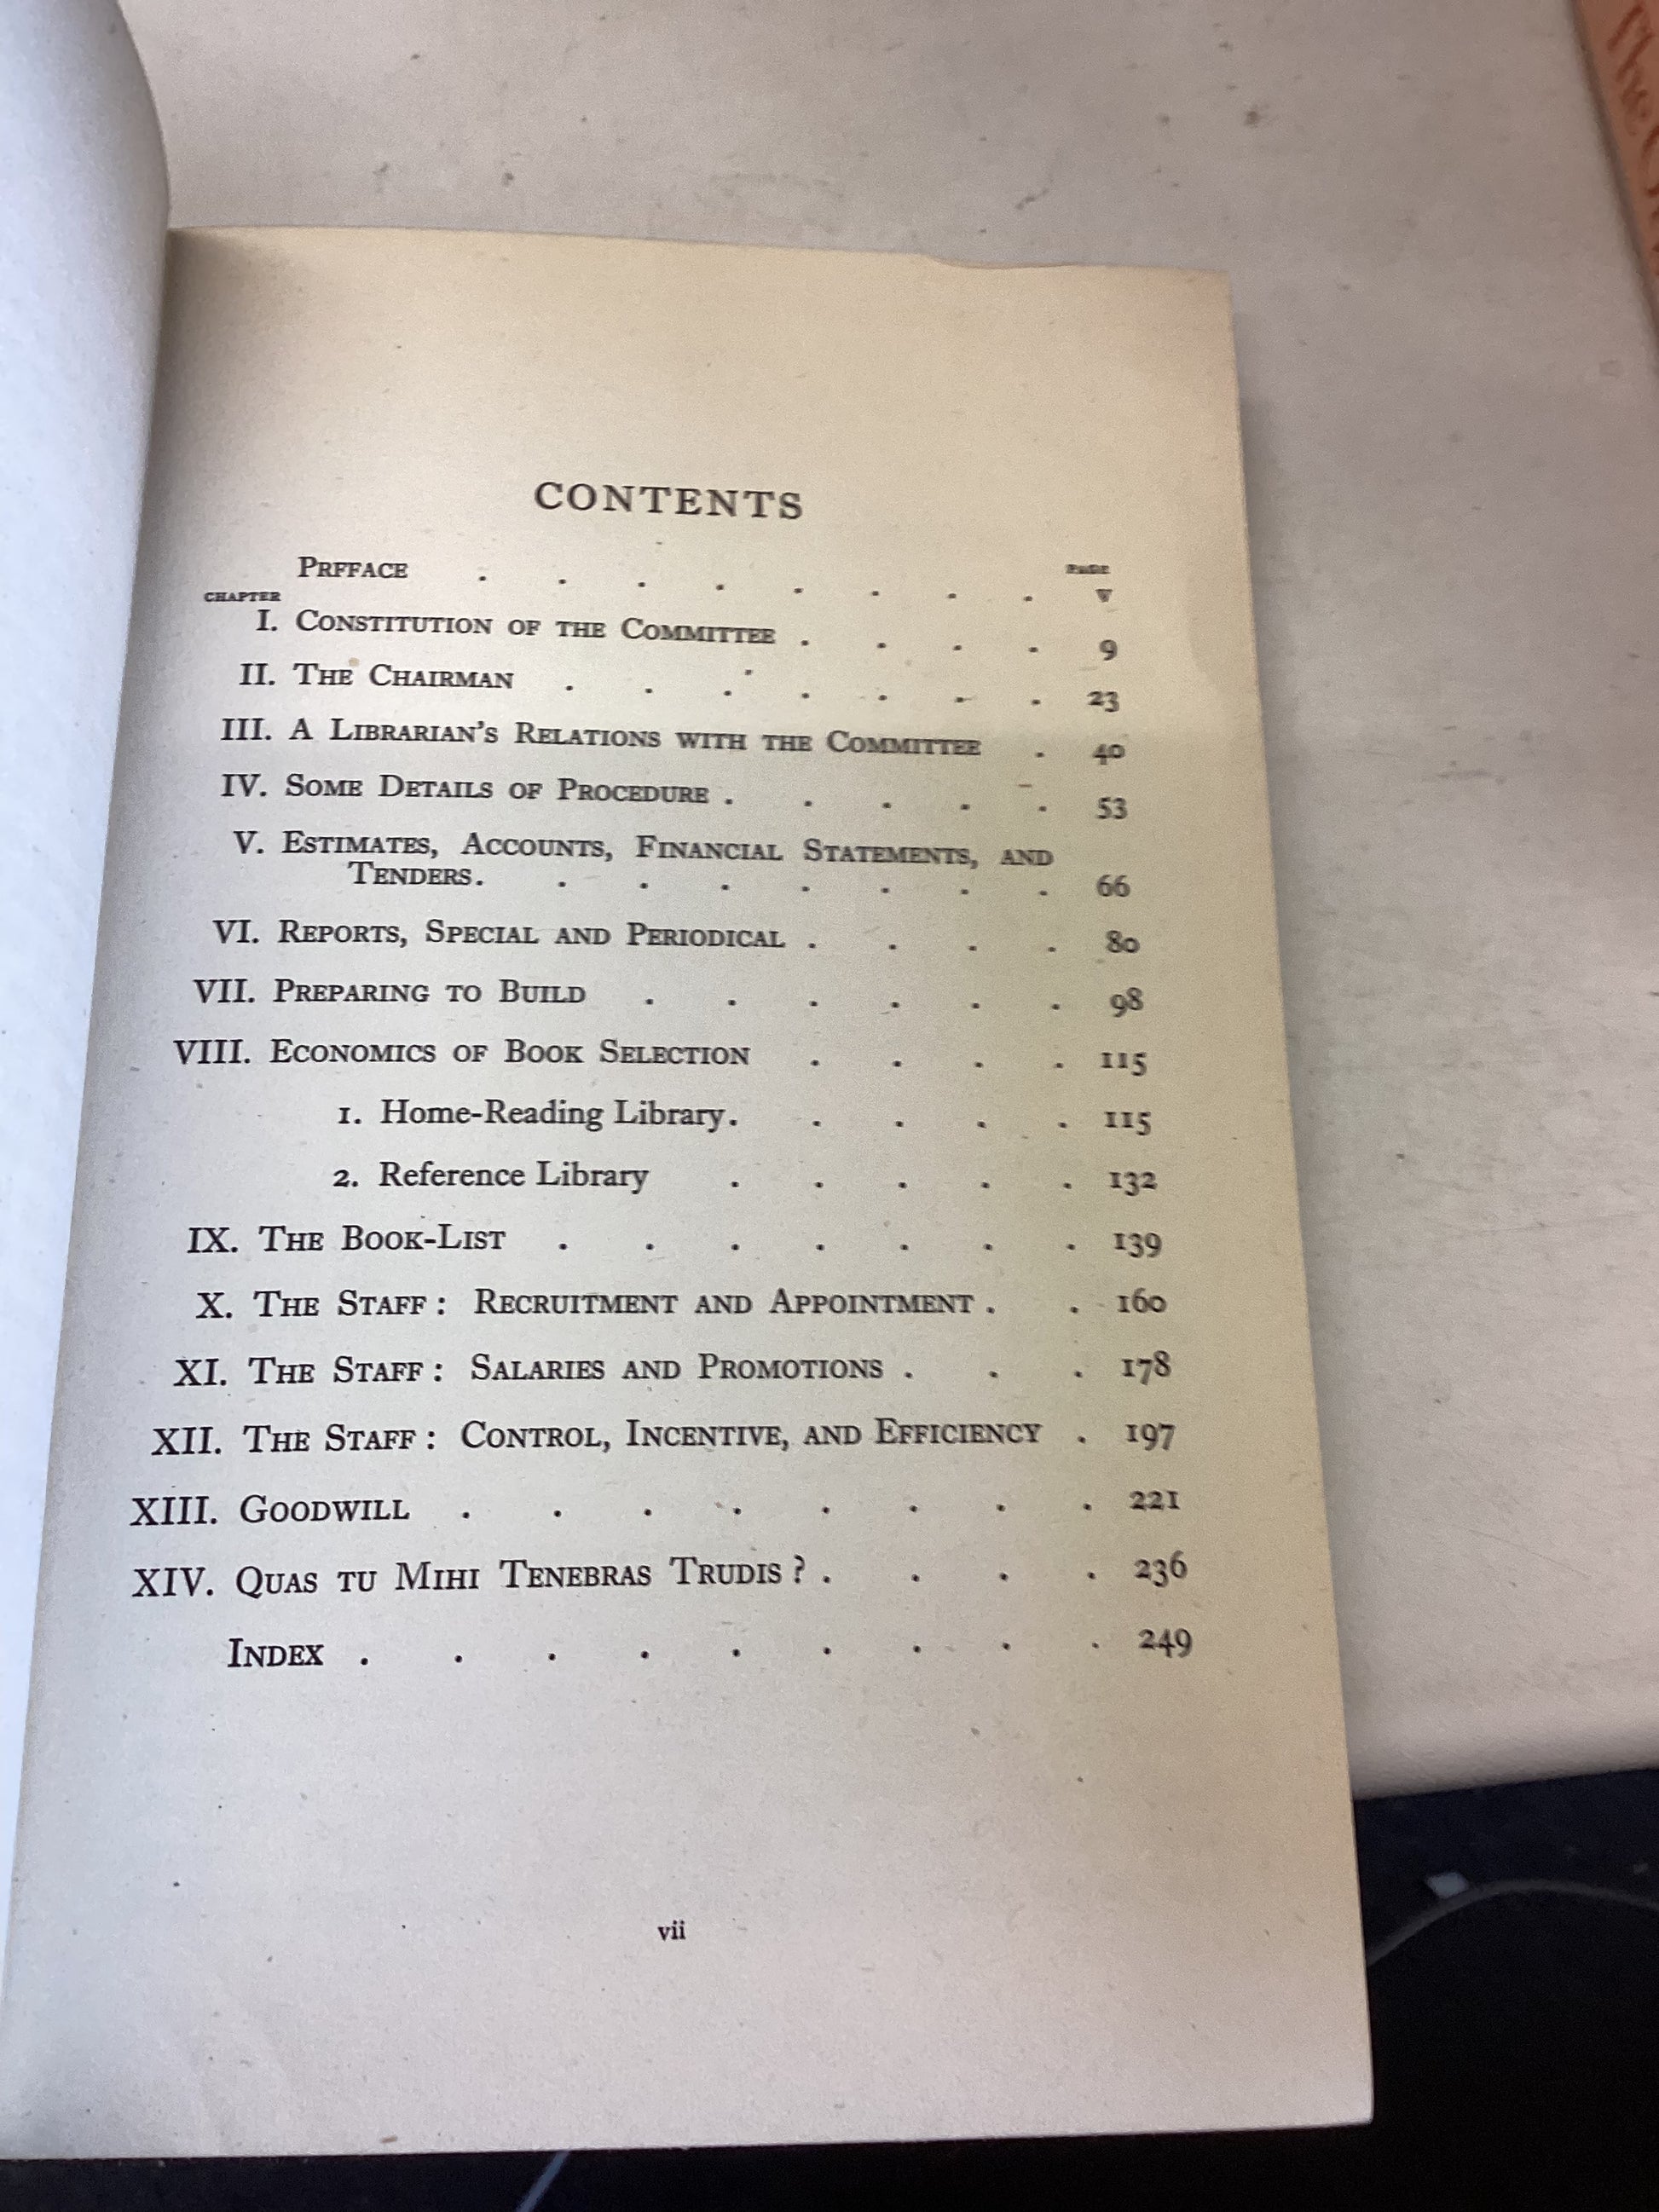 CONTENTS
PAGE
PREFACE . . . . . . . . v
CHAPTER
I. CONSTITUTION OF THE COMMITTEE . . . . 9
II. THE CHAIRMAN . . . . . . . 23
III. A LIBRARIAN'S RELATIONS WITH THE COMMITTEE . 40
IV. SOME DETAILS OF PROCEDURE . . . . . 53
V. ESTIMATES, ACCOUNTS, FINANCIAL STATEMENTS, AND
TENDERS . . . . . . . . 66
VI. REPORTS, SPECIAL AND PERIODICAL . . . . 80
VII. PREPARING TO BUILD . . . . . . 98
VIII. ECONOMICS OF BOOK SELECTION . . . . 115
1. Home-Reading Library . . . . . 115
2. Reference Library . . . . . 132
IX. THE BOOK-LIST . . . . . . . 139
X. THE STAFF : RECRUITMENT AND APPOINTMENT . . 160
XI. THE STAFF : SALARIES AND PROMOTIONS . . . 178
XII. THE STAFF : CONTROL, INCENTIVE, AND EFFICIENCY . 197
XIII. GOODWILL . . . . . . . . 221
XIV. QUAS TU MIHI TENEBRAS TRUDIS ? . . . . 236
INDEX . . . . . . . . . 249
vii
The